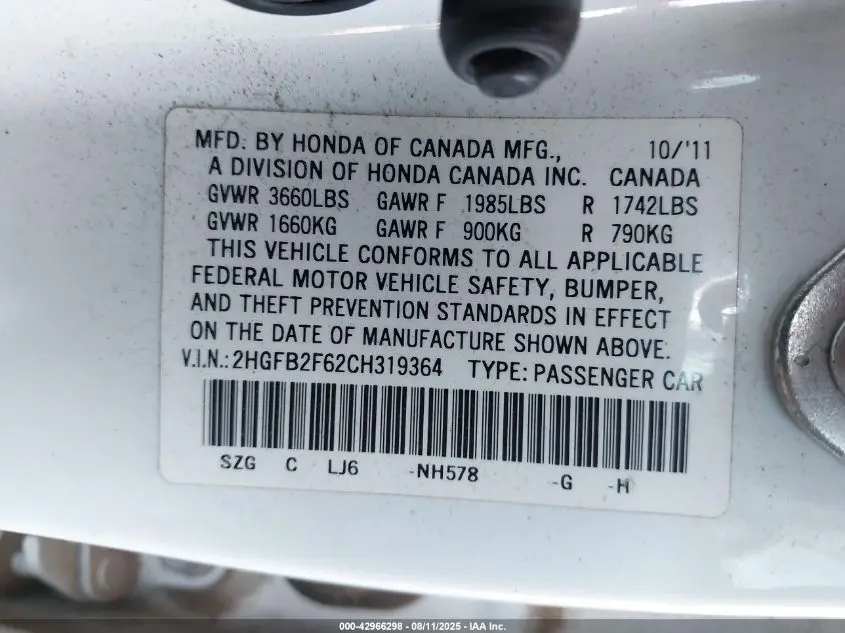 MFD. BY HONDA OF CANADA MFG., 10/'11
A DIVISION OF HONDA CANADA INC. CANADA
GVWR 3660LBS GAWR F 1985LBS R 1742LBS
GVWR 1660KG GAWR F 900KG R 790KG
THIS VEHICLE CONFORMS TO ALL APPLICABLE
FEDERAL MOTOR VEHICLE SAFETY, BUMPER,
AND THEFT PREVENTION STANDARDS IN EFFECT
ON THE DATE OF MANUFACTURE SHOWN ABOVE.
V.I.N.: 2HGFB2F62CH319364 TYPE: PASSENGER CAR
SZG C LJ6 -NH578 -G -H
000-42966298 - 08/11/2025 - IAA Inc.